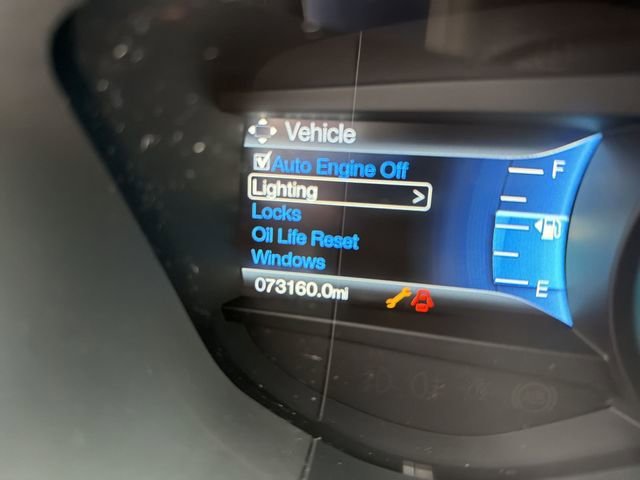 Vehicle
Auto Engine Off
Lighting >
Locks
Oil Life Reset
Windows
073160.0mi
F
E